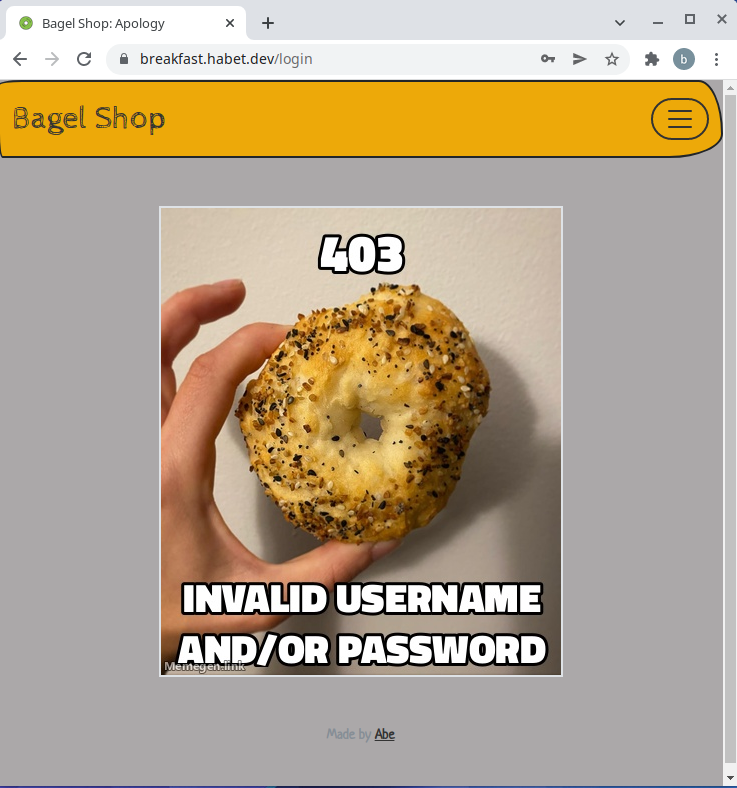 Bagel Shop: Apology
breakfast.habet.dev/login
b
Bagel Shop
403
INVALID USERNAME
AND/OR PASSWORD
Memegen.link
Made by Abe